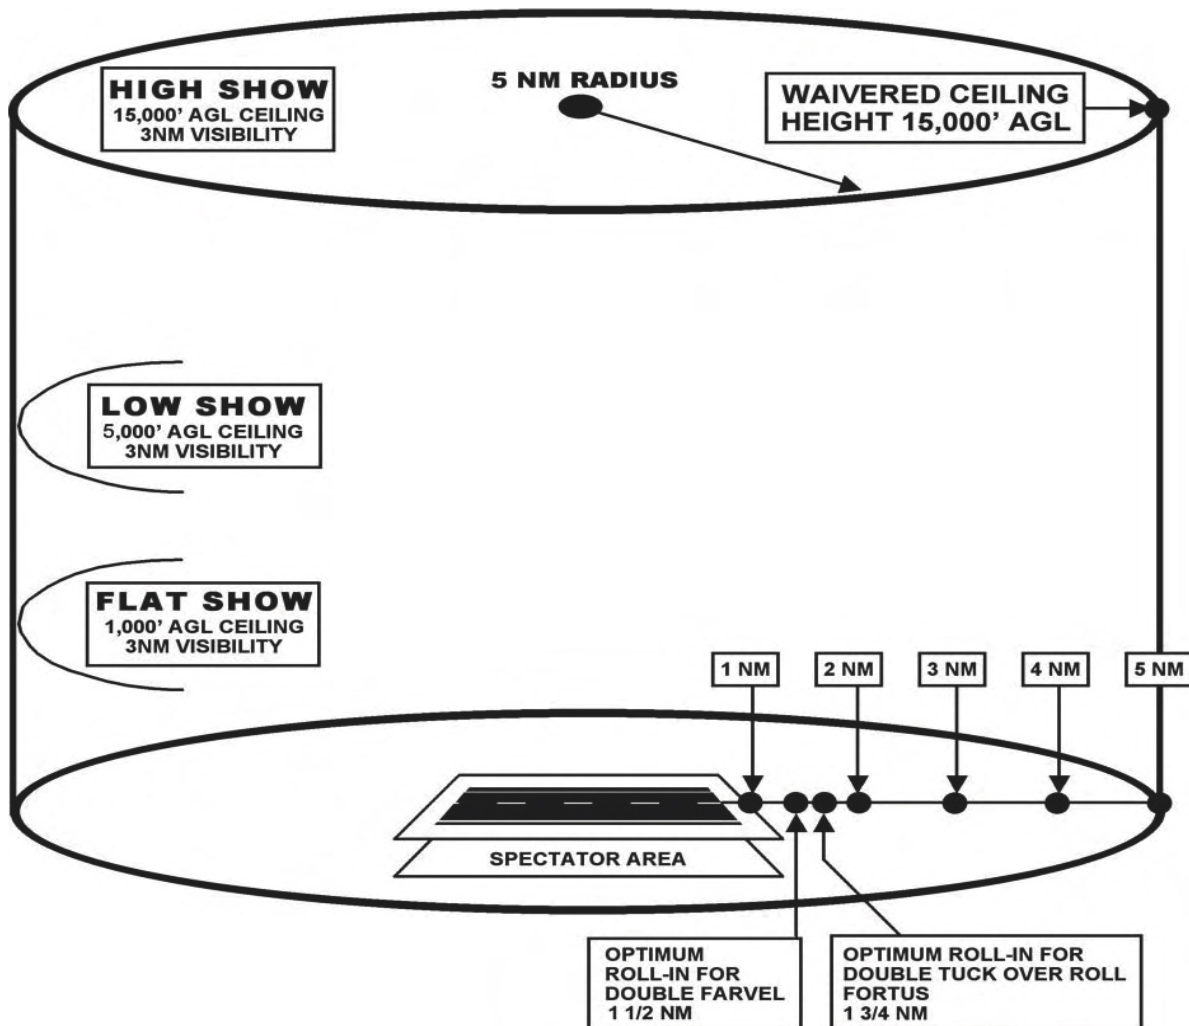 HIGH SHOW
15,000' AGL CEILING
3NM VISIBILITY
5 NM RADIUS
WAIVERED CEILING
HEIGHT 15,000' AGL
LOW SHOW
5,000' AGL CEILING
3NM VISIBILITY
FLAT SHOW
1,000' AGL CEILING
3NM VISIBILITY
1 NM
2 NM
3 NM
4 NM
5 NM
SPECTATOR AREA
OPTIMUM
ROLL-IN FOR
DOUBLE FARVEL
1 1/2 NM
OPTIMUM ROLL-IN FOR
DOUBLE TUCK OVER ROLL
FORTUS
1 3/4 NM